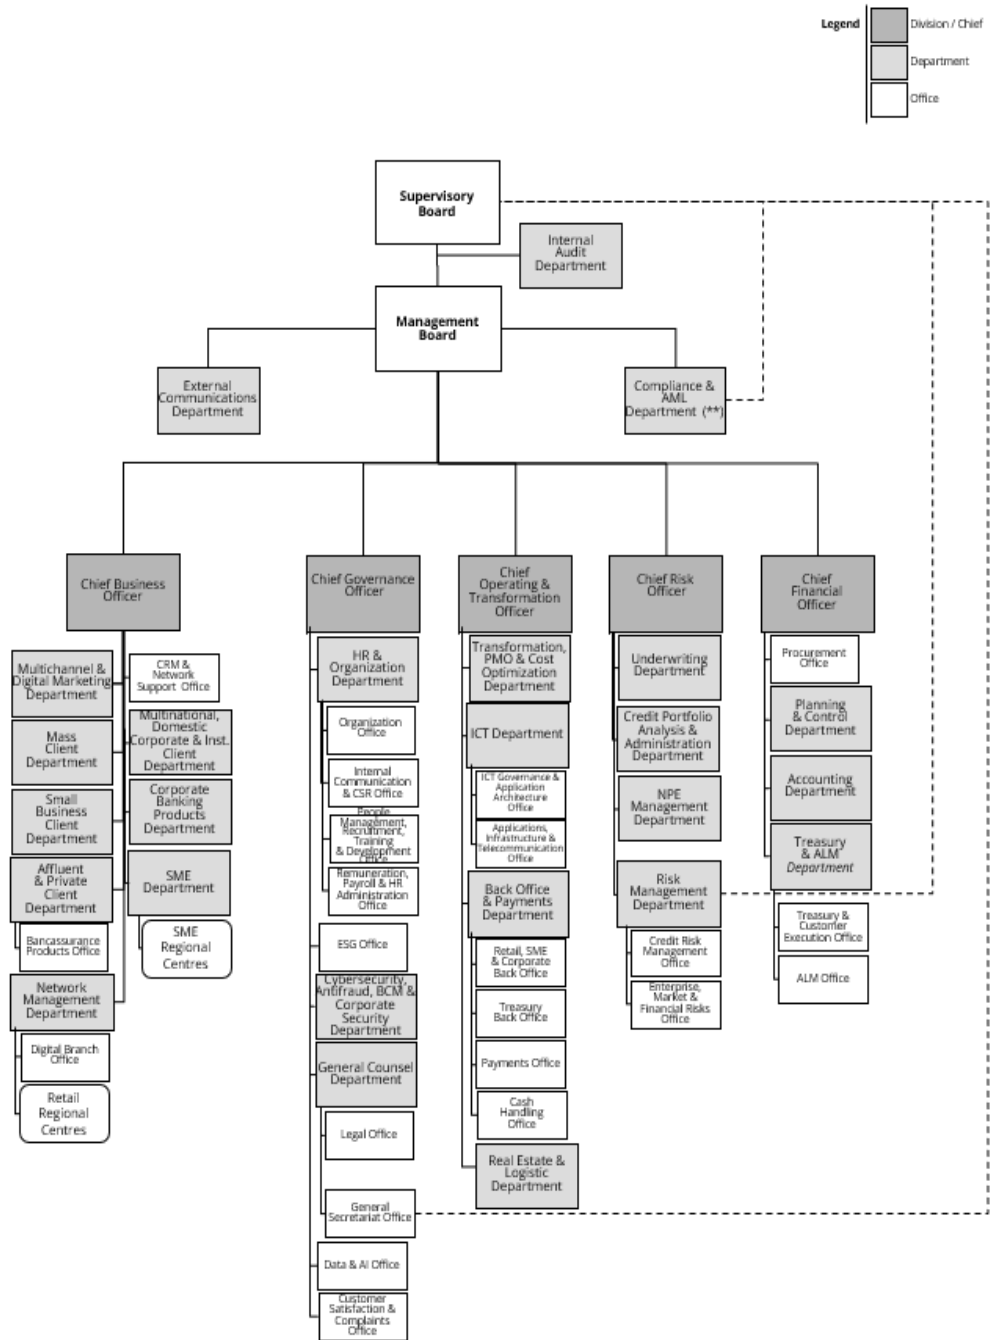 Legend
Division / Chief
Department
Office
Supervisory
Board
Internal
Audit
Department
Management
Board
External
Communications
Department
Compliance &
AML
Department (**)
Chief Business
Officer
Chief Governance
Officer
Chief
Operating &
Transformation
Officer
Chief Risk
Officer
Chief
Financial
Officer
Multichannel &
Digital Marketing
Department
CRM &
Network
Support Office
Mass
Client
Department
Multinational,
Domestic
Corporate & Inst.
Client
Department
Small
Business
Client
Department
Corporate
Banking
Products
Department
Affluent
& Private
Client
Department
SME
Department
Bancassurance
Products Office
SME
Regional
Centres
Network
Management
Department
Digital Branch
Office
Retail
Regional
Centres
HR &
Organization
Department
Organization
Office
Internal
Communication
& CSR Office
People
Management,
Recruitment,
Training
& Development
Office
Remuneration,
Payroll & HR
Administration
Office
ESG Office
Cybersecurity,
Antifraud, BCM &
Corporate
Security
Department
General Counsel
Department
Legal Office
General
Secretariat Office
Data & AI Office
Customer
Satisfaction &
Complaints
Office
Transformation,
PMO & Cost
Optimization
Department
ICT Department
ICT Governance &
Application
Architecture
Office
Applications,
Infrastructure &
Telecommunication
Office
Back Office
& Payments
Department
Retail, SME
& Corporate
Back Office
Treasury
Back Office
Payments Office
Cash
Handling
Office
Real Estate &
Logistic
Department
Underwriting
Department
Credit Portfolio
Analysis &
Administration
Department
NPE
Management
Department
Risk
Management
Department
Credit Risk
Management
Office
Enterprise,
Market &
Financial Risks
Office
Procurement
Office
Planning
& Control
Department
Accounting
Department
Treasury
& ALM
Department
Treasury &
Customer
Execution Office
ALM Office